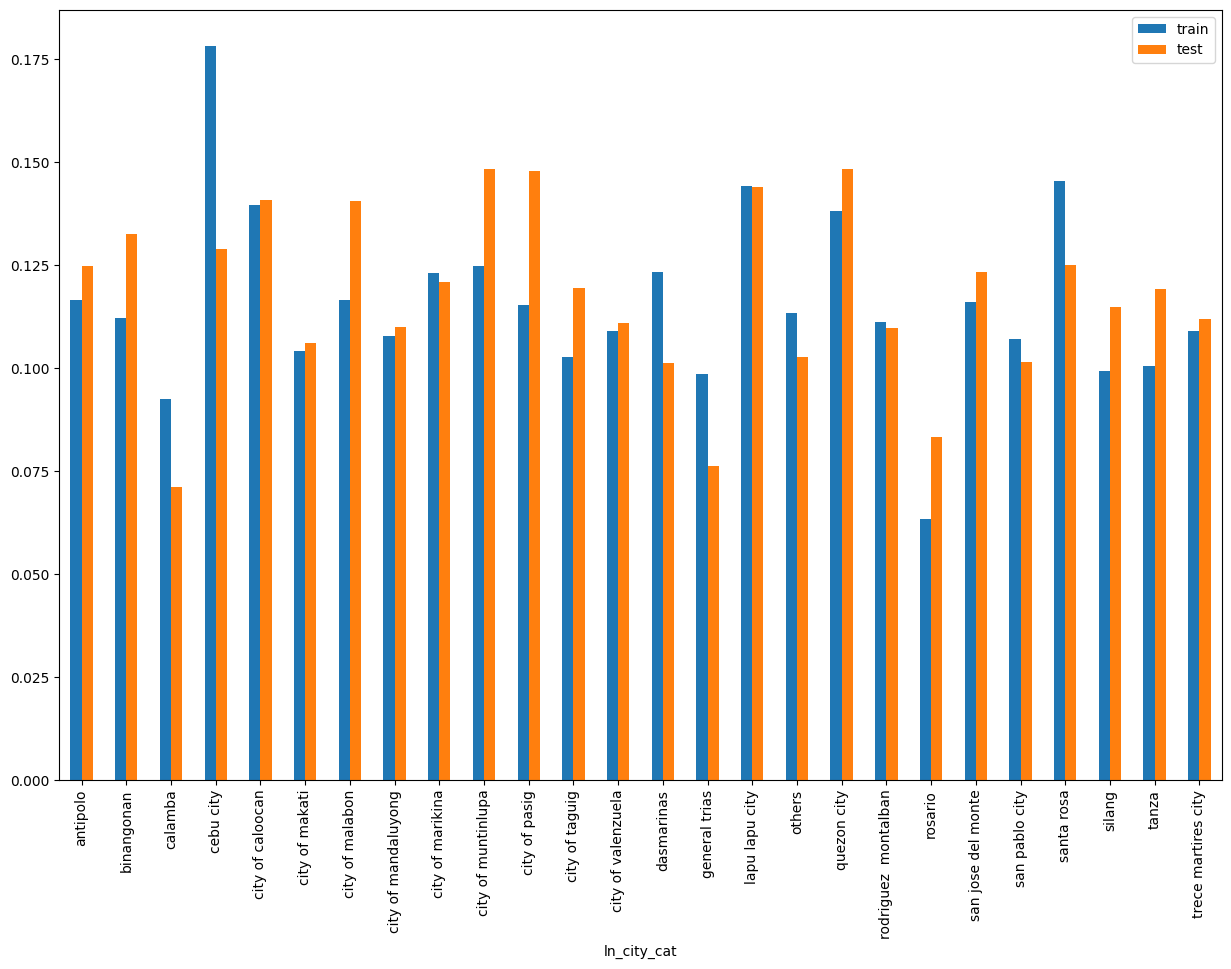 train
test
0.175
0.150
0.125
0.100
0.075
0.050
0.025
0.000
antipolo
binangonan
calamba
cebu city
city of caloocan
city of makati
city of malabon
city of mandaluyong
city of marikina
city of muntinlupa
city of pasig
city of taguig
city of valenzuela
dasmarinas
general trias
lapu lapu city
others
quezon city
rodriguez  montalban
rosario
san jose del monte
san pablo city
santa rosa
silang
tanza
trece martires city
ln_city_cat